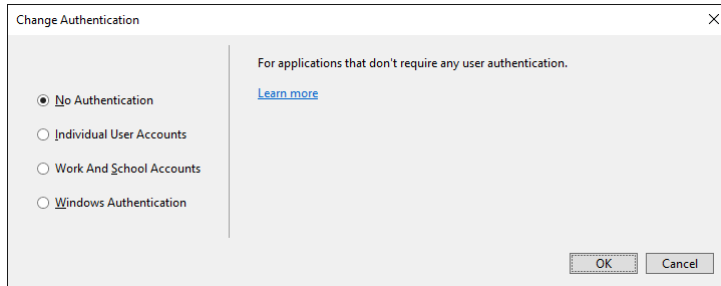 Change Authentication
For applications that don't require any user authentication.
Learn more
No Authentication
Individual User Accounts
Work And School Accounts
Windows Authentication
OK
Cancel